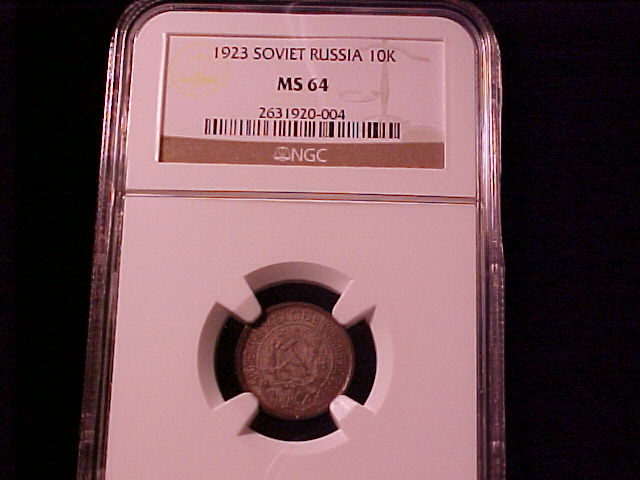 1923 SOVIET RUSSIA 10K
MS 64
2631920-004
NGC